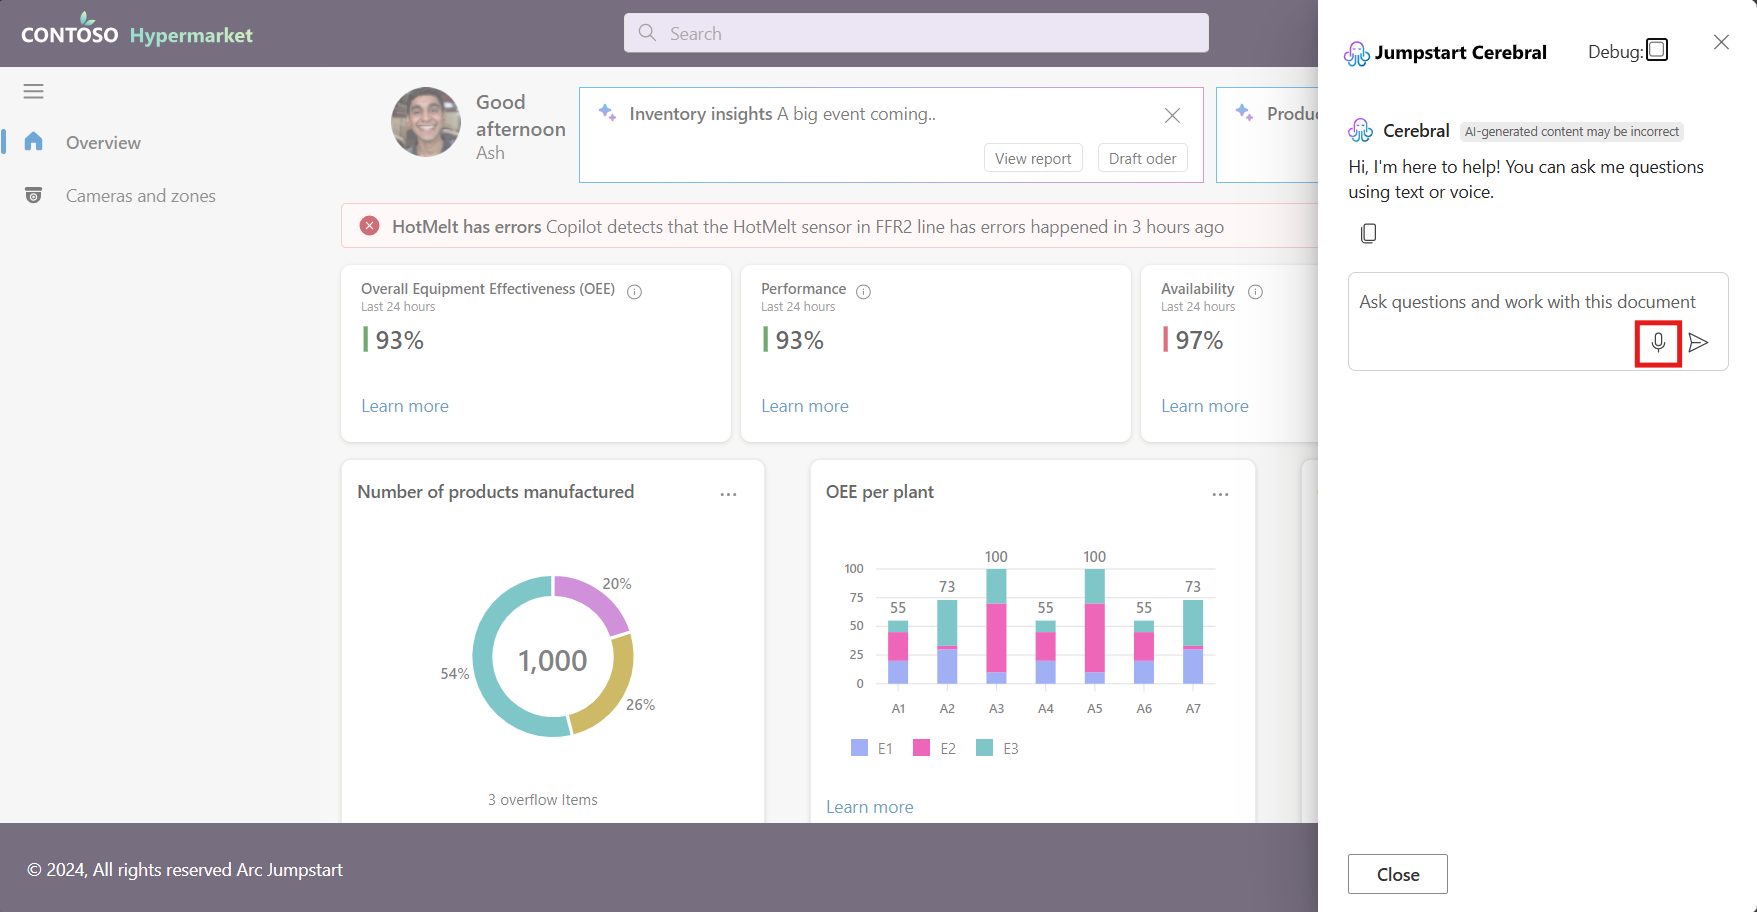 CONTOSO Hypermarket
Search
Overview
Cameras and zones
Good
afternoon
Ash
Inventory insights A big event coming..
View report
Draft oder
Produ
HotMelt has errors Copilot detects that the HotMelt sensor in FFR2 line has errors happened in 3 hours ago
Overall Equipment Effectiveness (OEE)
Last 24 hours
93%
Learn more
Performance
Last 24 hours
93%
Learn more
Availability
Last 24 hours
97%
Learn more
Number of products manufactured
...
20%
54%
1,000
26%
3 overflow Items
OEE per plant
...
100
75
50
25
0
55
73
100
55
100
55
73
A1
A2
A3
A4
A5
A6
A7
E1
E2
E3
Learn more
© 2024, All rights reserved Arc Jumpstart
Jumpstart Cerebral
Debug:
Cerebral
AI-generated content may be incorrect
Hi, I'm here to help! You can ask me questions
using text or voice.
Ask questions and work with this document
Close